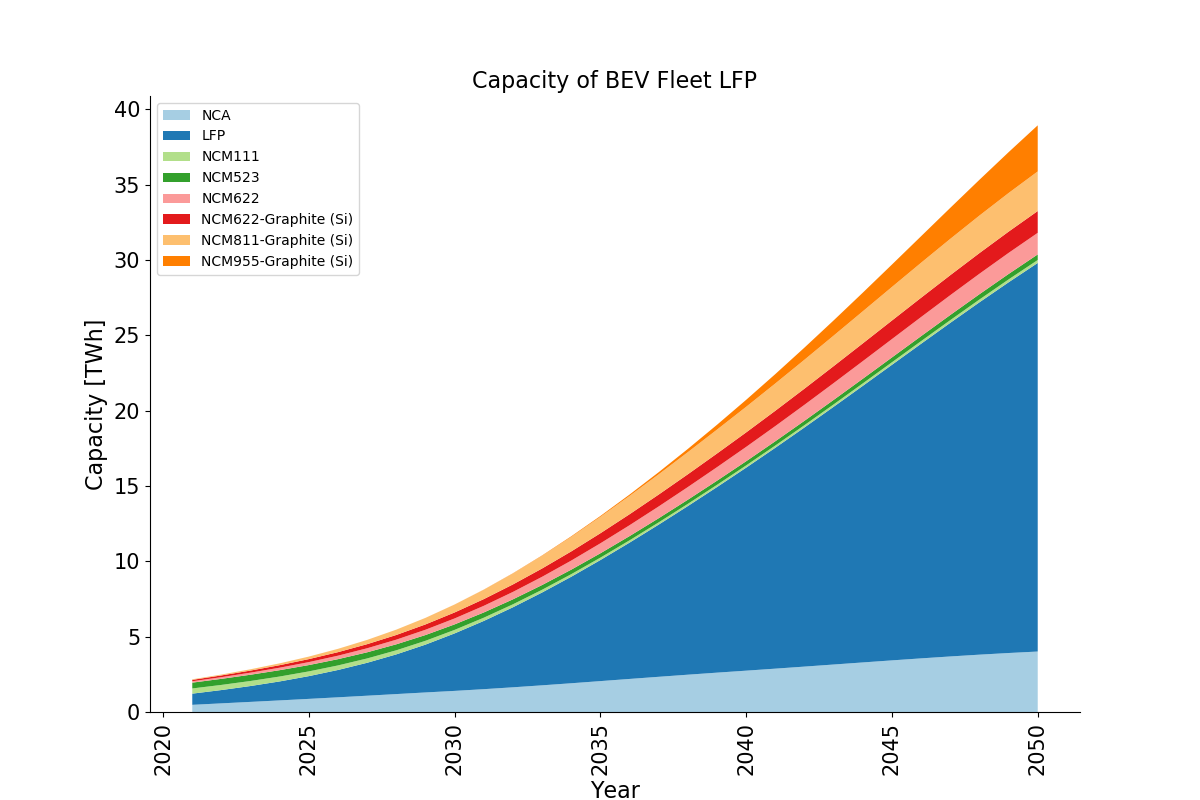 Capacity of BEV Fleet LFP
40
35
30
25
20
15
10
5
0
Capacity [TWh]
NCA
LFP
NCM111
NCM523
NCM622
NCM622-Graphite (Si)
NCM811-Graphite (Si)
NCM955-Graphite (Si)
2020
2025
2030
2035
2040
2045
2050
Year